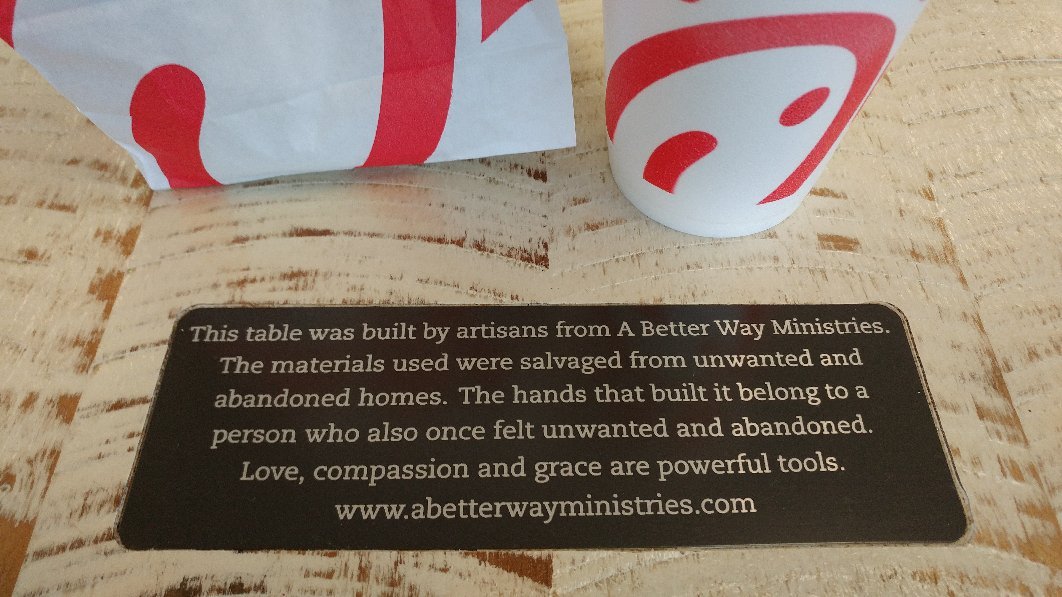 This table was built by artisans from A Better Way Ministries.
The materials used were salvaged from unwanted and
abandoned homes. The hands that built it belong to a
person who also once felt unwanted and abandoned.
Love, compassion and grace are powerful tools.
www.abetterwayministries.com